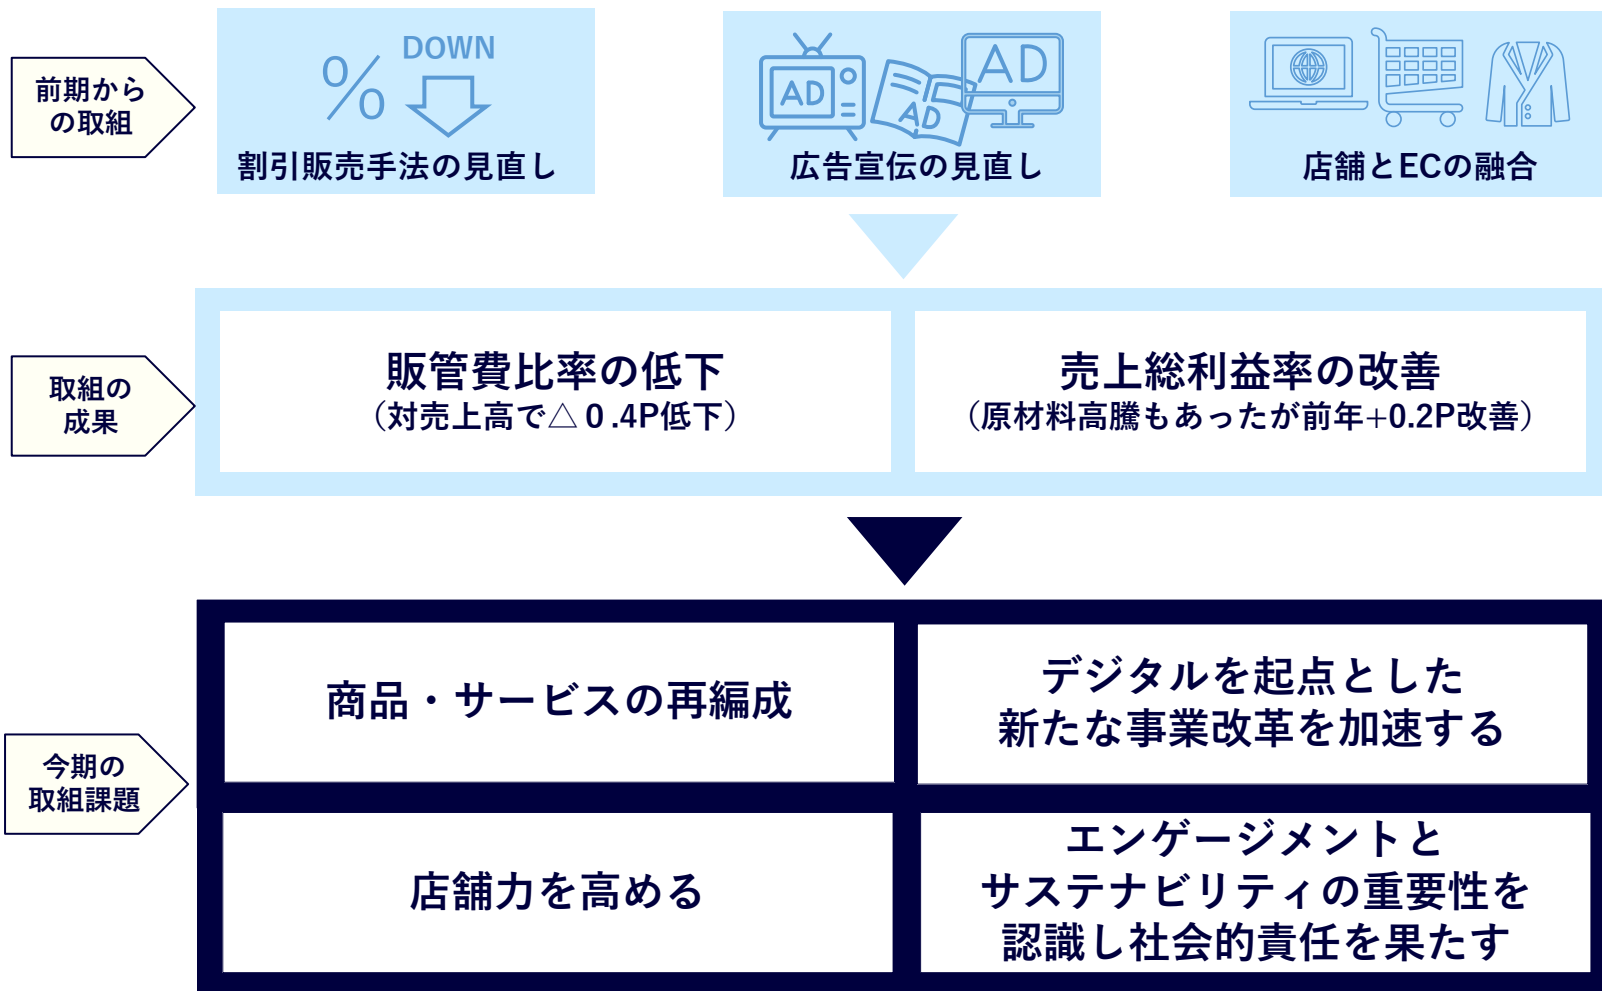 前期から
の取組
DOWN
%
割引販売手法の見直し
AD
AD
AD
広告宣伝の見直し
店舗とECの融合
取組の
成果
販管費比率の低下
（対売上高で△０.4P低下）
売上総利益率の改善
（原材料高騰もあったが前年+0.2P改善）
今期の
取組課題
商品・サービスの再編成
デジタルを起点とした
新たな事業改革を加速する
店舗力を高める
エンゲージメントと
サステナビリティの重要性を
認識し社会的責任を果たす